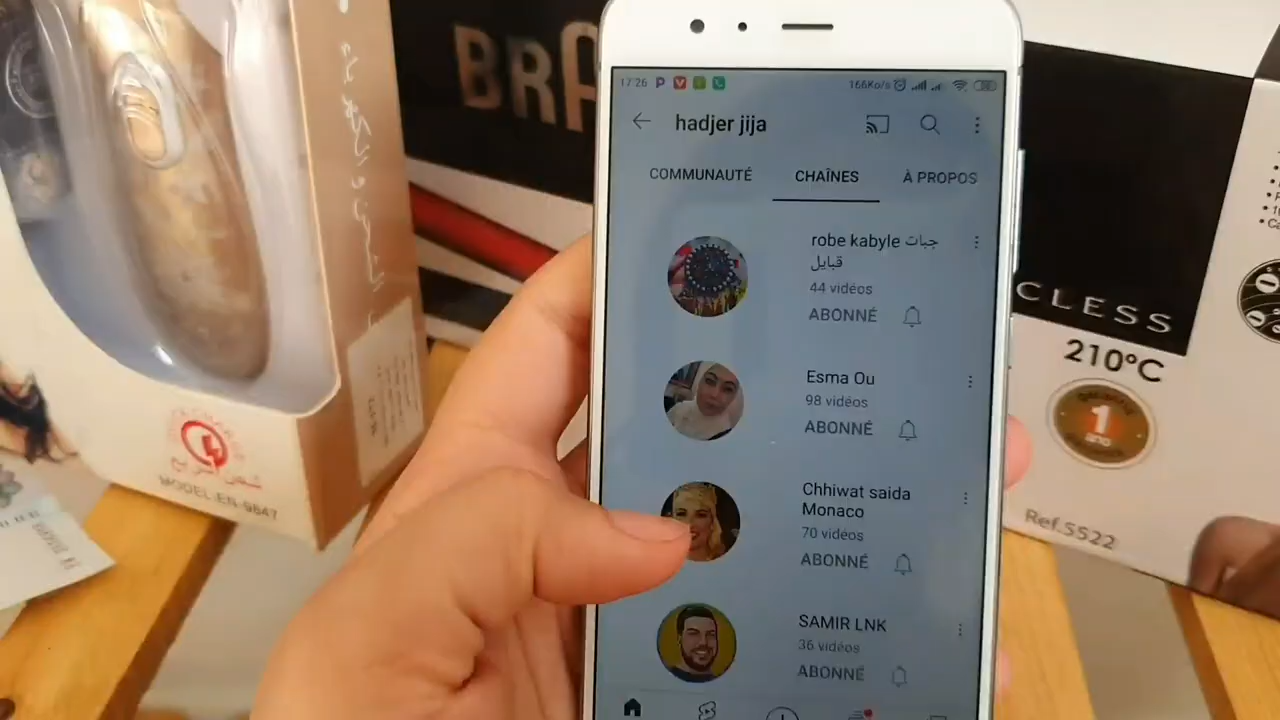 BRA
17:26
166Ko/s
hadjer jija
COMMUNAUTÉ
CHAÎNES
À PROPOS
robe kabyle جبات
قبايل
44 vidéos
ABONNÉ
Esma Ou
98 vidéos
ABONNÉ
Chhiwat saida
Monaco
70 vidéos
ABONNÉ
SAMIR LNK
36 vidéos
ABONNÉ
MODEL:EN-9847
CLESS
210°C
1
ano
Ref.5522